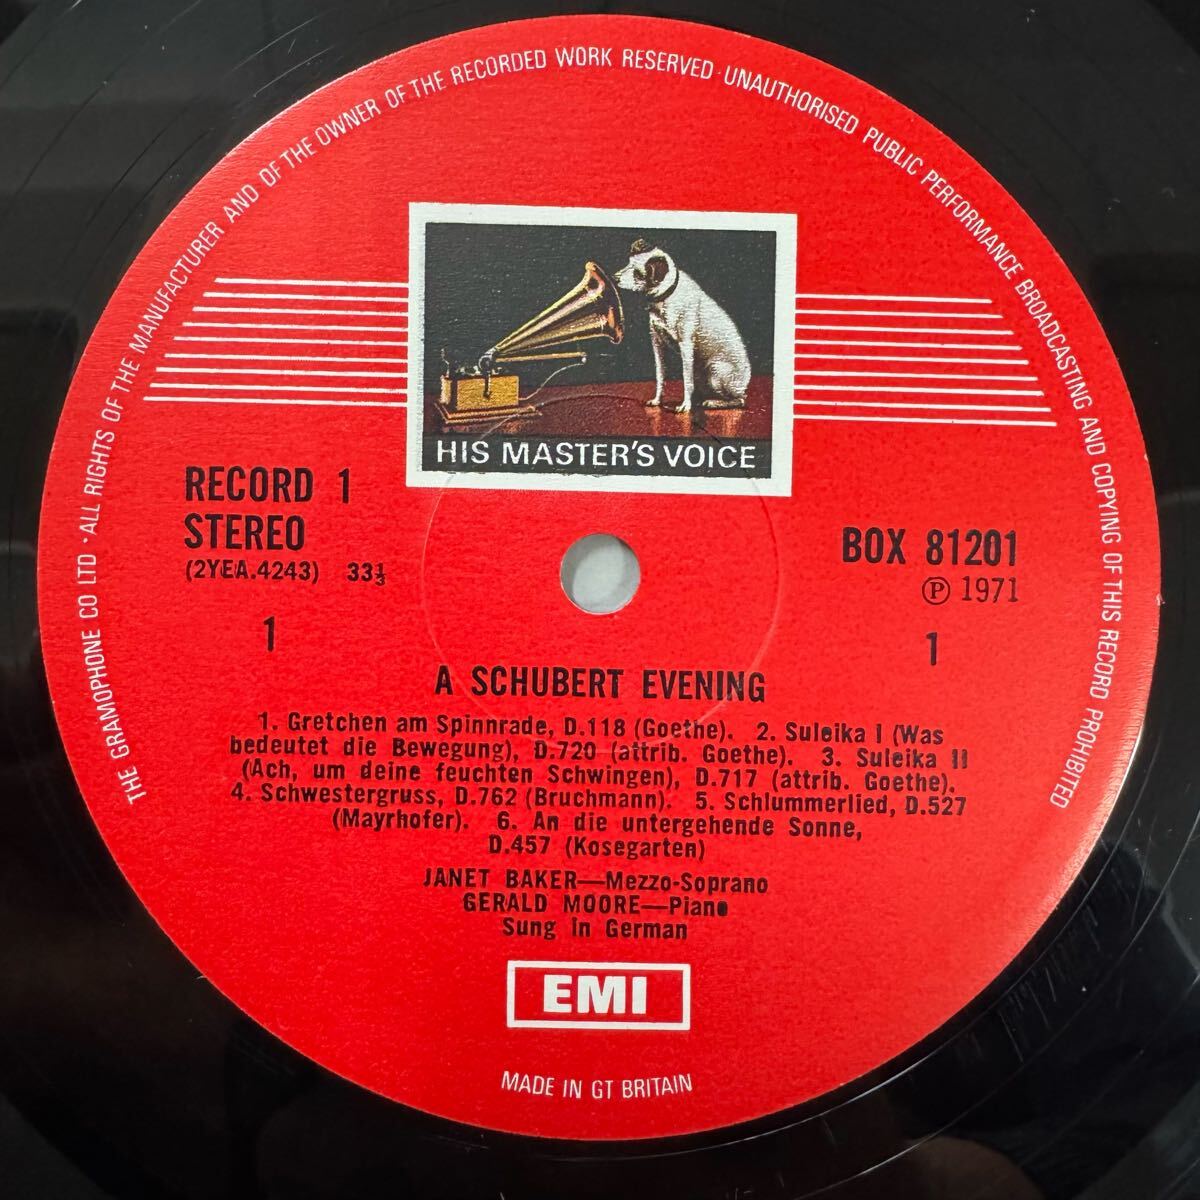 THE GRAMOPHONE CO LTD · ALL RIGHTS OF THE MANUFACTURER AND OF THE OWNER OF THE RECORDED WORK RESERVED · UNAUTHORISED PUBLIC PERFORMANCE BROADCASTING AND COPYING OF THIS RECORD PROHIBITED
HIS MASTER'S VOICE
RECORD 1
STEREO
(2YEA.4243) 33⅓
BOX 81201
℗ 1971
1
1
A SCHUBERT EVENING
1. Gretchen am Spinnrade, D.118 (Goethe). 2. Suleika I (Was
bedeutet die Bewegung), D.720 (attrib. Goethe). 3. Suleika II
(Ach, um deine feuchten Schwingen), D.717 (attrib. Goethe).
4. Schwestergruss, D.762 (Bruchmann). 5. Schlummerlied, D.527
(Mayrhofer). 6. An die untergehende Sonne,
D.457 (Kosegarten)
JANET BAKER—Mezzo-Soprano
GERALD MOORE—Piano
Sung in German
EMI
MADE IN GT BRITAIN